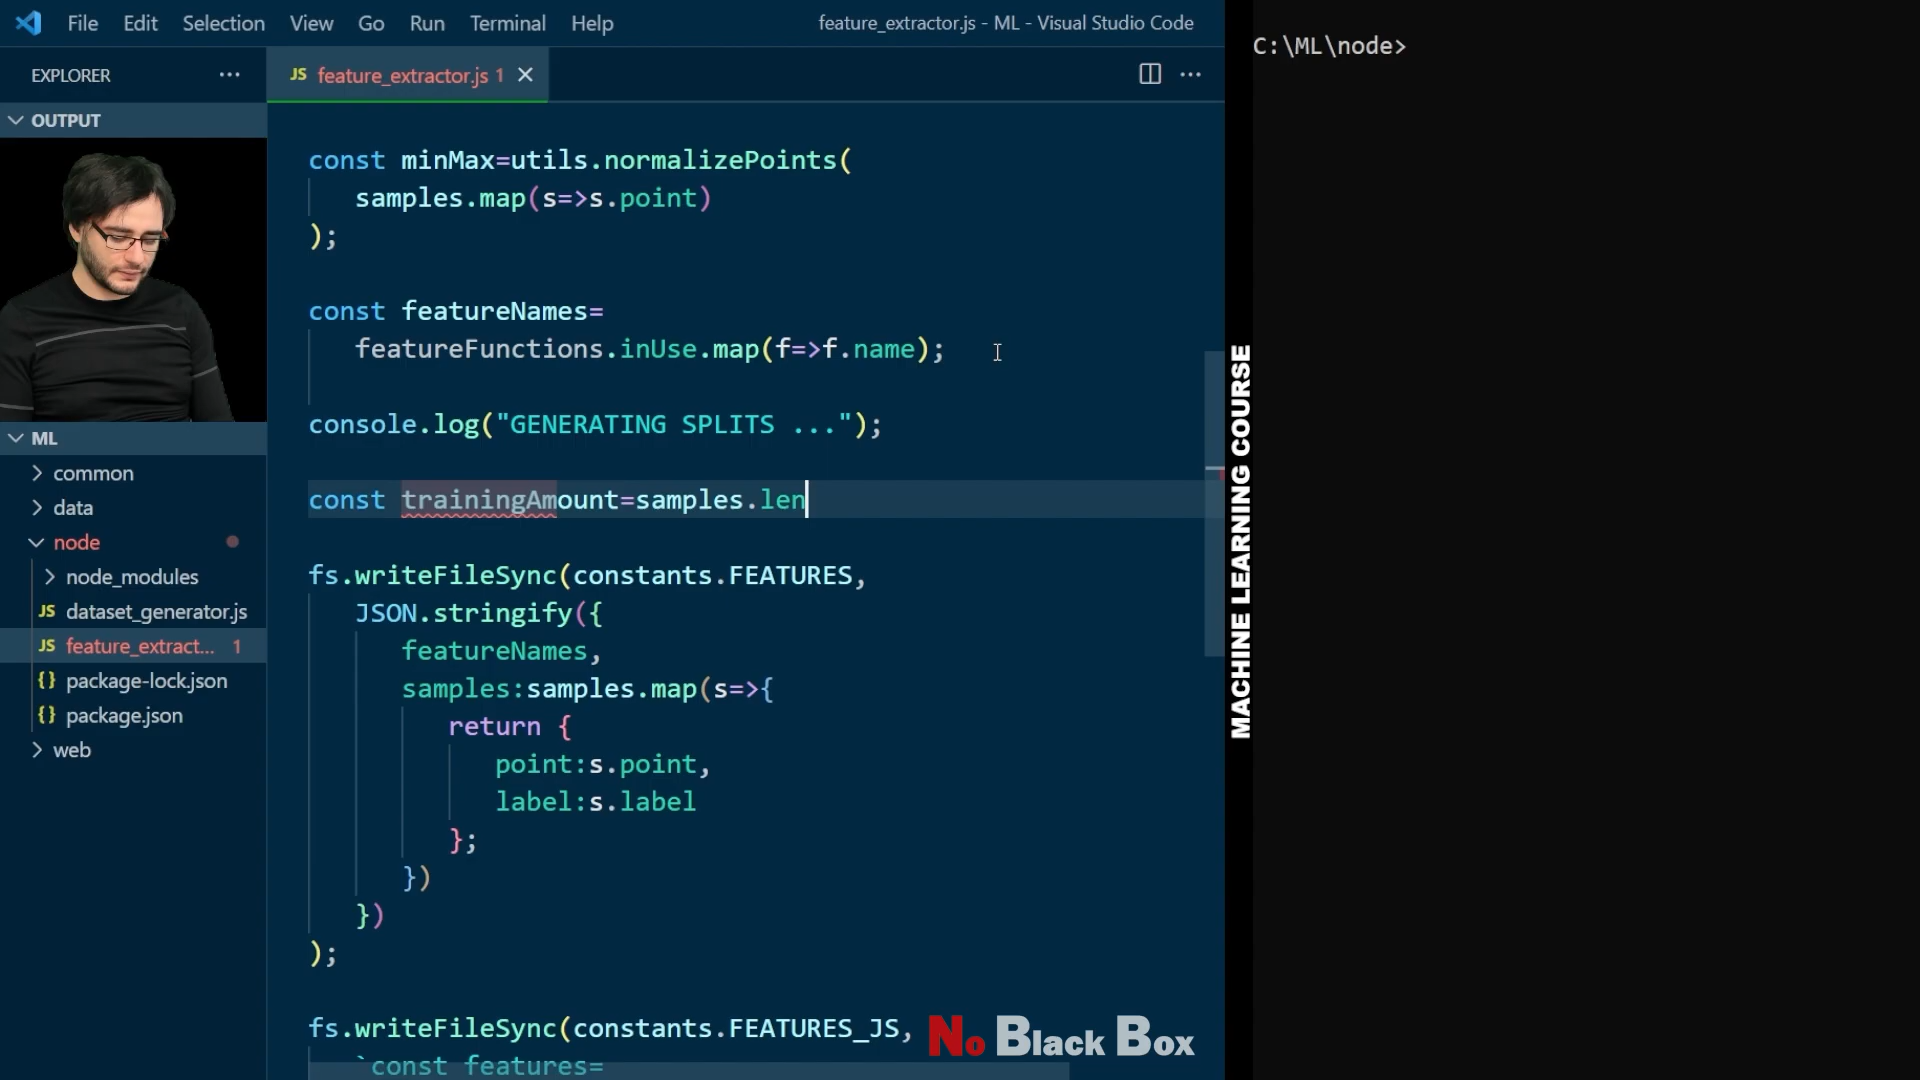 File Edit Selection View Go Run Terminal Help
feature_extractor.js - ML - Visual Studio Code
EXPLORER
JS feature_extractor.js 1
OUTPUT
ML
common
data
node
node_modules
JS dataset_generator.js
JS feature_extract... 1
{} package-lock.json
{} package.json
web
const minMax=utils.normalizePoints(
samples.map(s=>s.point)
);
const featureNames=
featureFunctions.inUse.map(f=>f.name);
console.log("GENERATING SPLITS ...");
const trainingAmount=samples.len
fs.writeFileSync(constants.FEATURES,
JSON.stringify({
featureNames,
samples:samples.map(s=>{
return {
point:s.point,
label:s.label
};
})
})
);
fs.writeFileSync(constants.FEATURES_JS,
`const features=
No Black Box
MACHINE LEARNING COURSE
C:\ML\node>